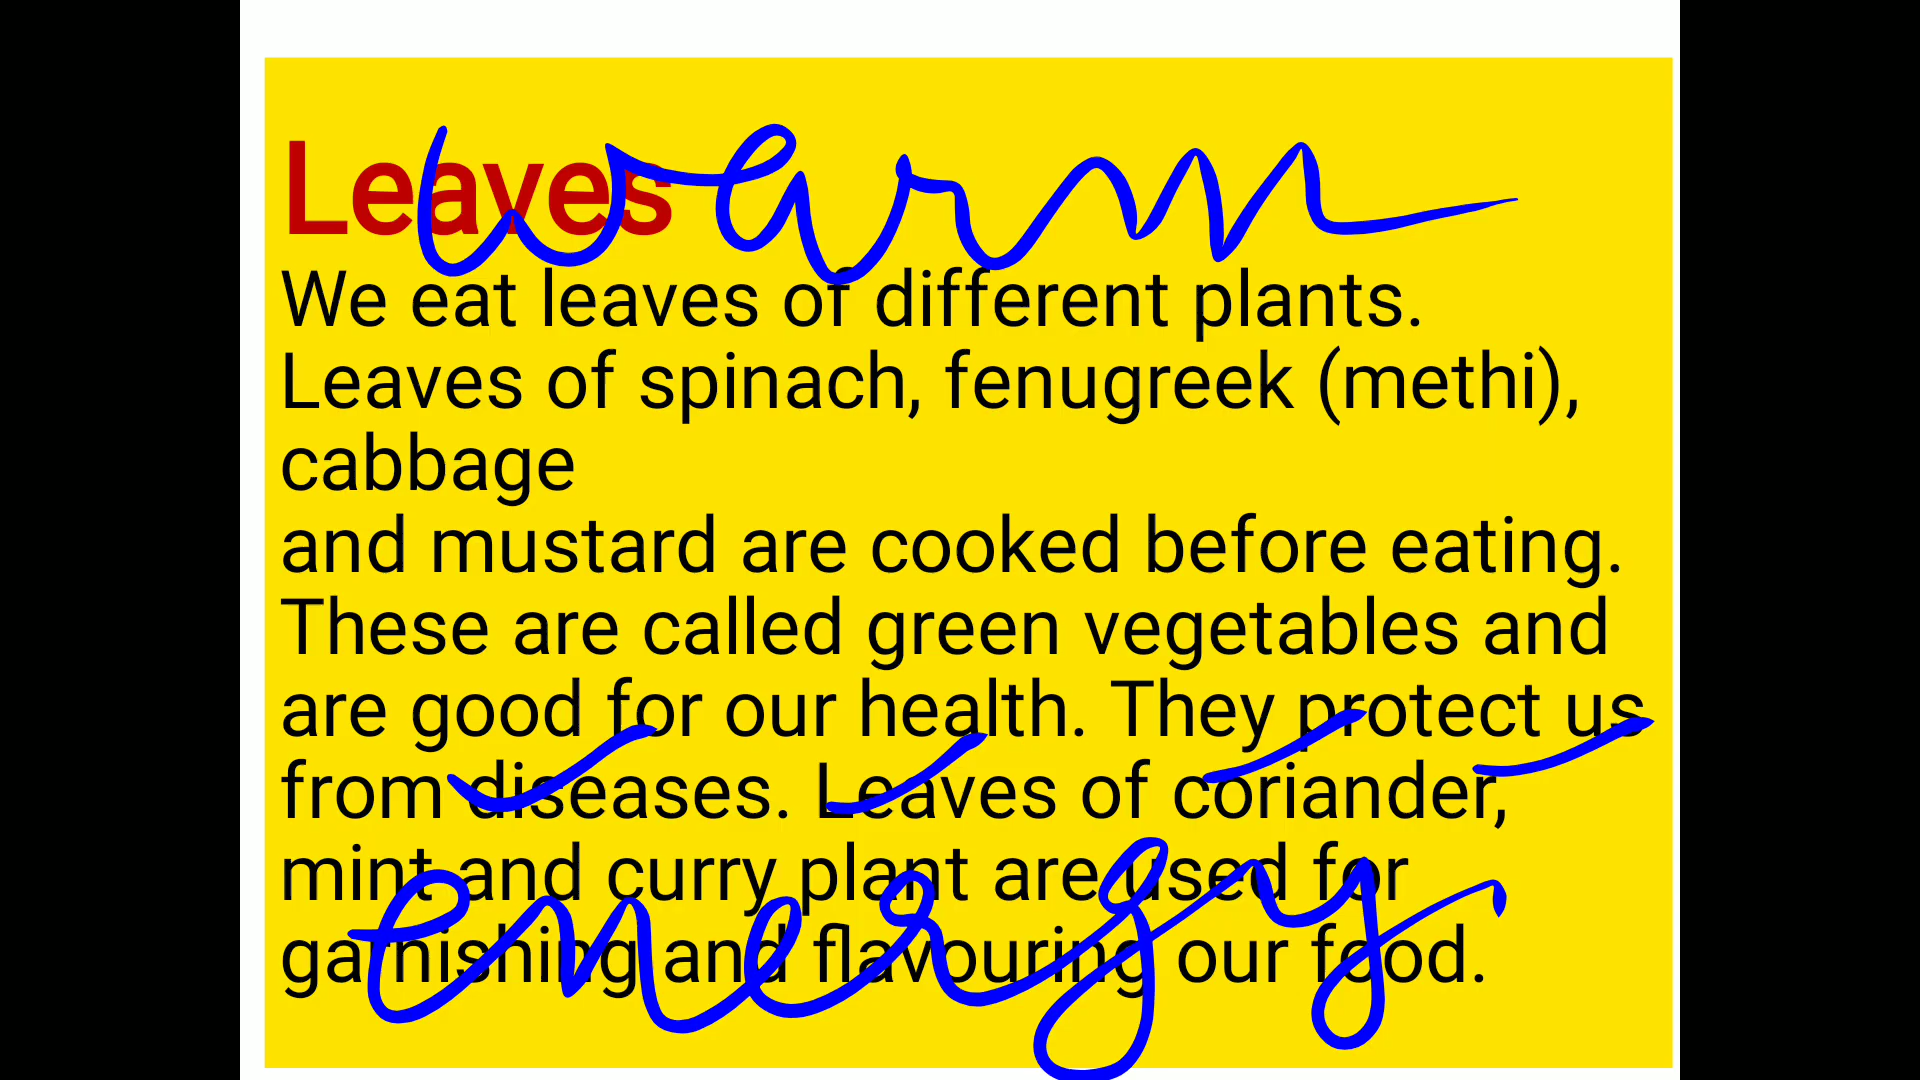 warm
Leaves
We eat leaves of different plants.
Leaves of spinach, fenugreek (methi),
cabbage
and mustard are cooked before eating.
These are called green vegetables and
are good for our health. They protect us
from diseases. Leaves of coriander,
mint and curry plant are used for
energy
garnishing and flavouring our food.